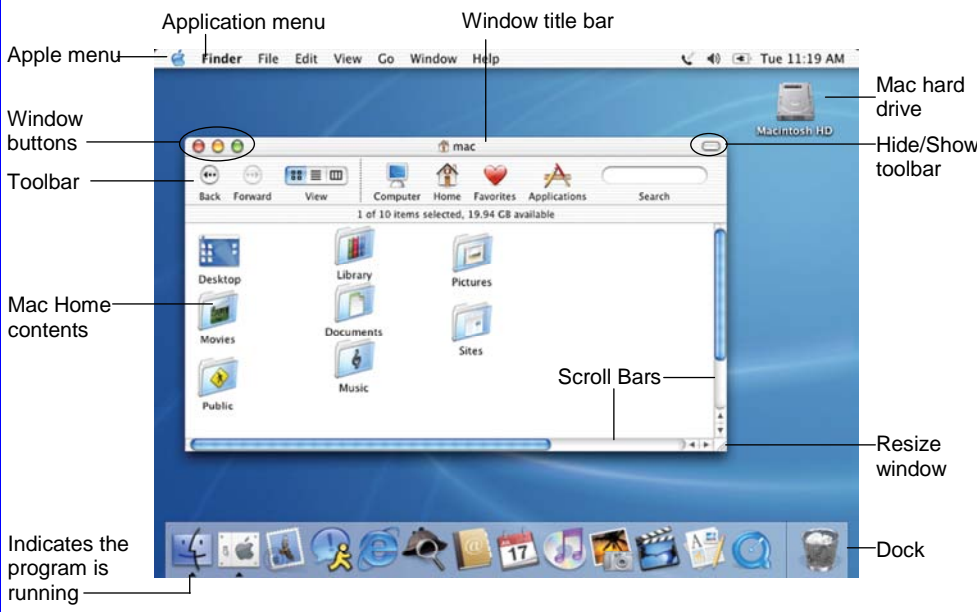 Application menu
Window title bar
Apple menu
Finder File Edit View Go Window Help
Tue 11:19 AM
Mac hard
drive
Macintosh HD
Window
buttons
mac
Hide/Show
toolbar
Toolbar
Back Forward View Computer Home Favorites Applications Search
1 of 10 items selected, 19.94 GB available
Desktop
Library
Pictures
Mac Home
contents
Movies
Documents
Sites
Music
Public
Scroll Bars
Resize
window
17
Indicates the
program is
running
Dock